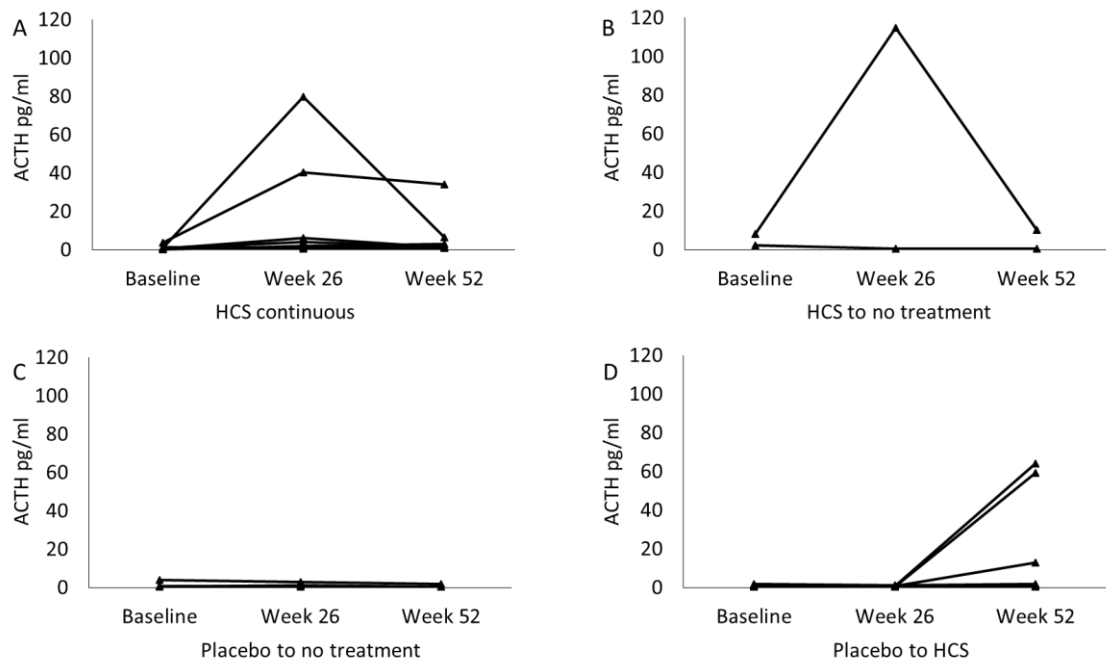 A
120
100
80
60
40
20
0
ACTH pg/ml
Baseline Week 26 Week 52
HCS continuous
B
120
100
80
60
40
20
0
ACTH pg/ml
Baseline Week 26 Week 52
HCS to no treatment
C
120
100
80
60
40
20
0
ACTH pg/ml
Baseline Week 26 Week 52
Placebo to no treatment
D
120
100
80
60
40
20
0
ACTH pg/ml
Baseline Week 26 Week 52
Placebo to HCS